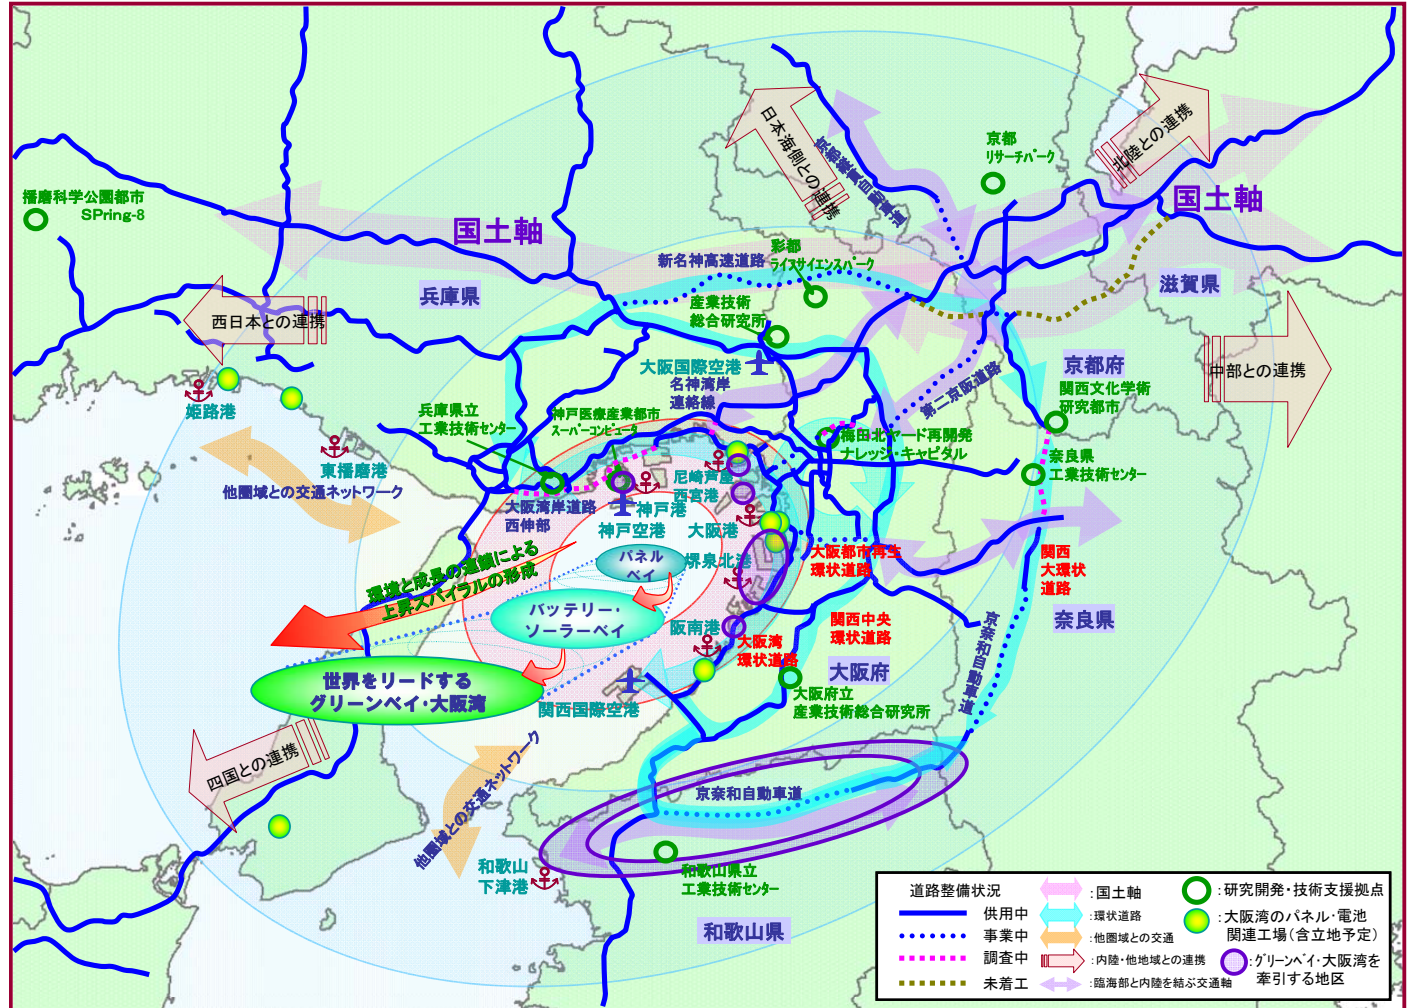 日本海側との連携
京都縦貫自動車道
京都
リサーチパーク
北陸との連携
国土軸
播磨科学公園都市
SPring-8
国土軸
新名神高速道路
彩都
ライフサイエンスパーク
滋賀県
兵庫県
産業技術
総合研究所
西日本との連携
大阪国際空港
名神湾岸
連絡線
第二京阪道路
京都府
中部との連携
関西文化学術
研究都市
姫路港
兵庫県立
工業技術センター
神戸医療産業都市
スーパーコンピュータ
梅田北ヤード再開発
ナレッジ・キャピタル
奈良県
工業技術センター
東播磨港
他圏域との交通ネットワーク
尼崎芦屋
西宮港
大阪湾岸道路
西伸部
神戸港
神戸空港
大阪港
堺泉北港
パネル
ベイ
大阪都市再生
環状道路
関西
大環状
道路
環境と成長の連鎖による
上昇スパイラルの形成
バッテリー・
ソーラーベイ
阪南港
大阪湾
環状道路
関西中央
環状道路
奈良県
京奈和自動車道
大阪府
世界をリードする
グリーンベイ・大阪湾
関西国際空港
大阪府立
産業技術総合研究所
四国との連携
他圏域との交通ネットワーク
京奈和自動車道
和歌山
下津港
和歌山県立
工業技術センター
和歌山県
道路整備状況
供用中
事業中
調査中
未着工
:国土軸
:環状道路
:他圏域との交通
:内陸・他地域との連携
:臨海部と内陸を結ぶ交通軸
:研究開発・技術支援拠点
:大阪湾のパネル・電池
関連工場(含立地予定)
:グリーンベイ・大阪湾を
牽引する地区